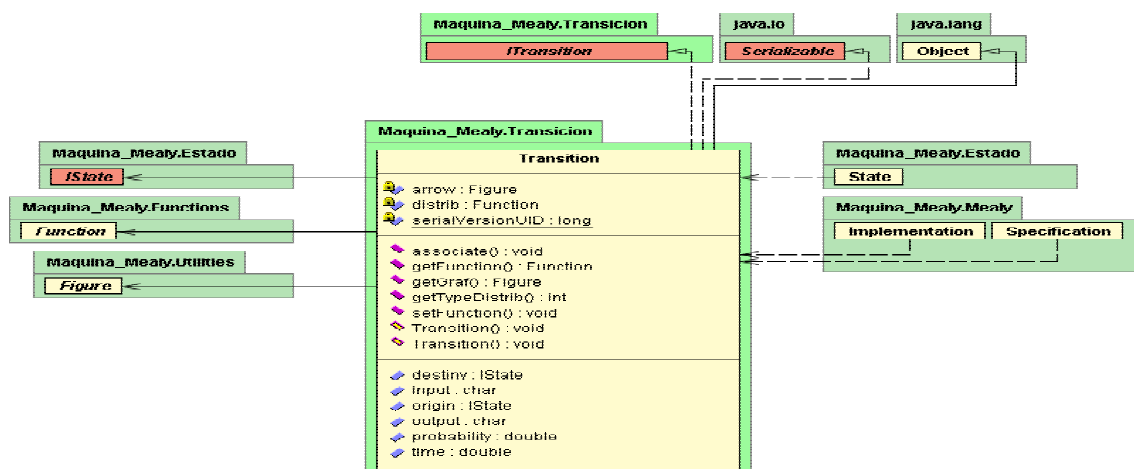 Maquina_Mealy.Transicion
ITransition
java.io
Serializable
java.lang
Object
Maquina_Mealy.Transicion
Transition
Maquina_Mealy.Estado
IState
Maquina_Mealy.Functions
Function
Maquina_Mealy.Utilities
Figure
arrow : Figure
distrib : Function
serialVersionUID : long
associate() : void
getFunction() : Function
getGraf() : Figure
getTypeDistrib() : int
setFunction() : void
Transition() : void
Transition() : void
destiny : IState
input : char
origin : IState
output : char
probability : double
time : double
Maquina_Mealy.Estado
State
Maquina_Mealy.Mealy
Implementation
Specification